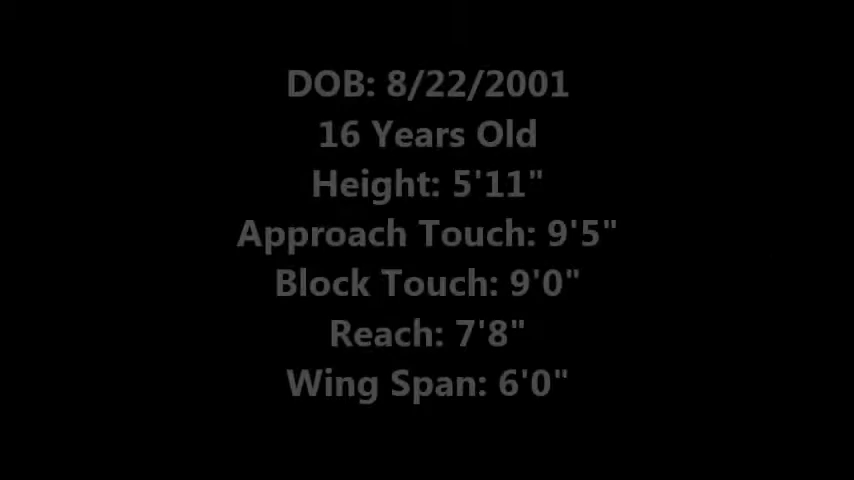 DOB: 8/22/2001
16 Years Old
Height: 5'11"
Approach Touch: 9'5"
Block Touch: 9'0"
Reach: 7'8"
Wing Span: 6'0"